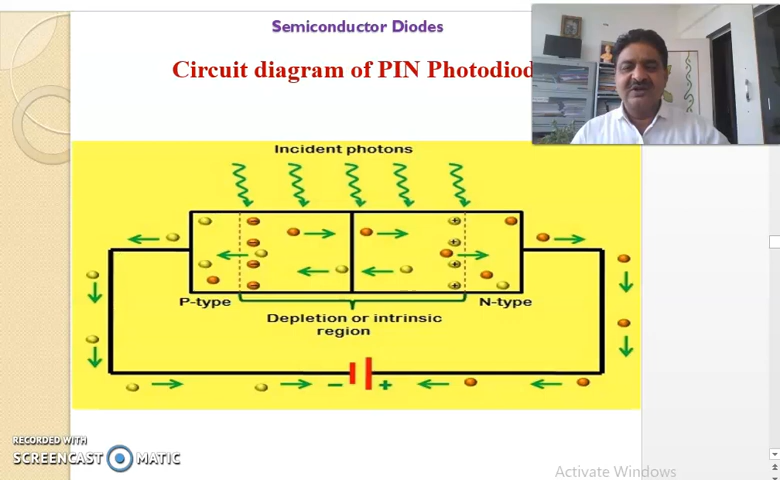 Semiconductor Diodes
Circuit diagram of PIN Photodiod
Incident photons
P-type
N-type
Depletion or intrinsic
region
− +
RECORDED WITH
SCREENCAST MATIC
Activate Windows